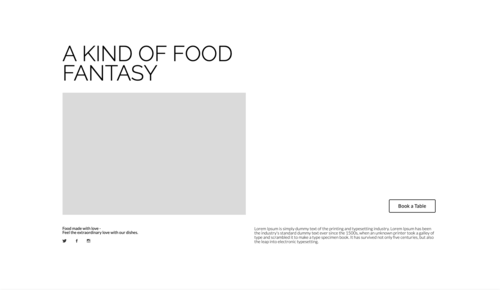 A KIND OF FOOD
FANTASY
Book a Table
Food made with love -
Feel the extraordinary love with our dishes.
Lorem Ipsum is simply dummy text of the printing and typesetting industry. Lorem Ipsum has been
the industry's standard dummy text ever since the 1500s, when an unknown printer took a galley of
type and scrambled it to make a type specimen book. It has survived not only five centuries, but also
the leap into electronic typesetting.